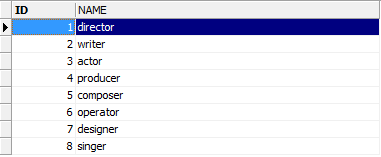 ID NAME
1 director
2 writer
3 actor
4 producer
5 composer
6 operator
7 designer
8 singer